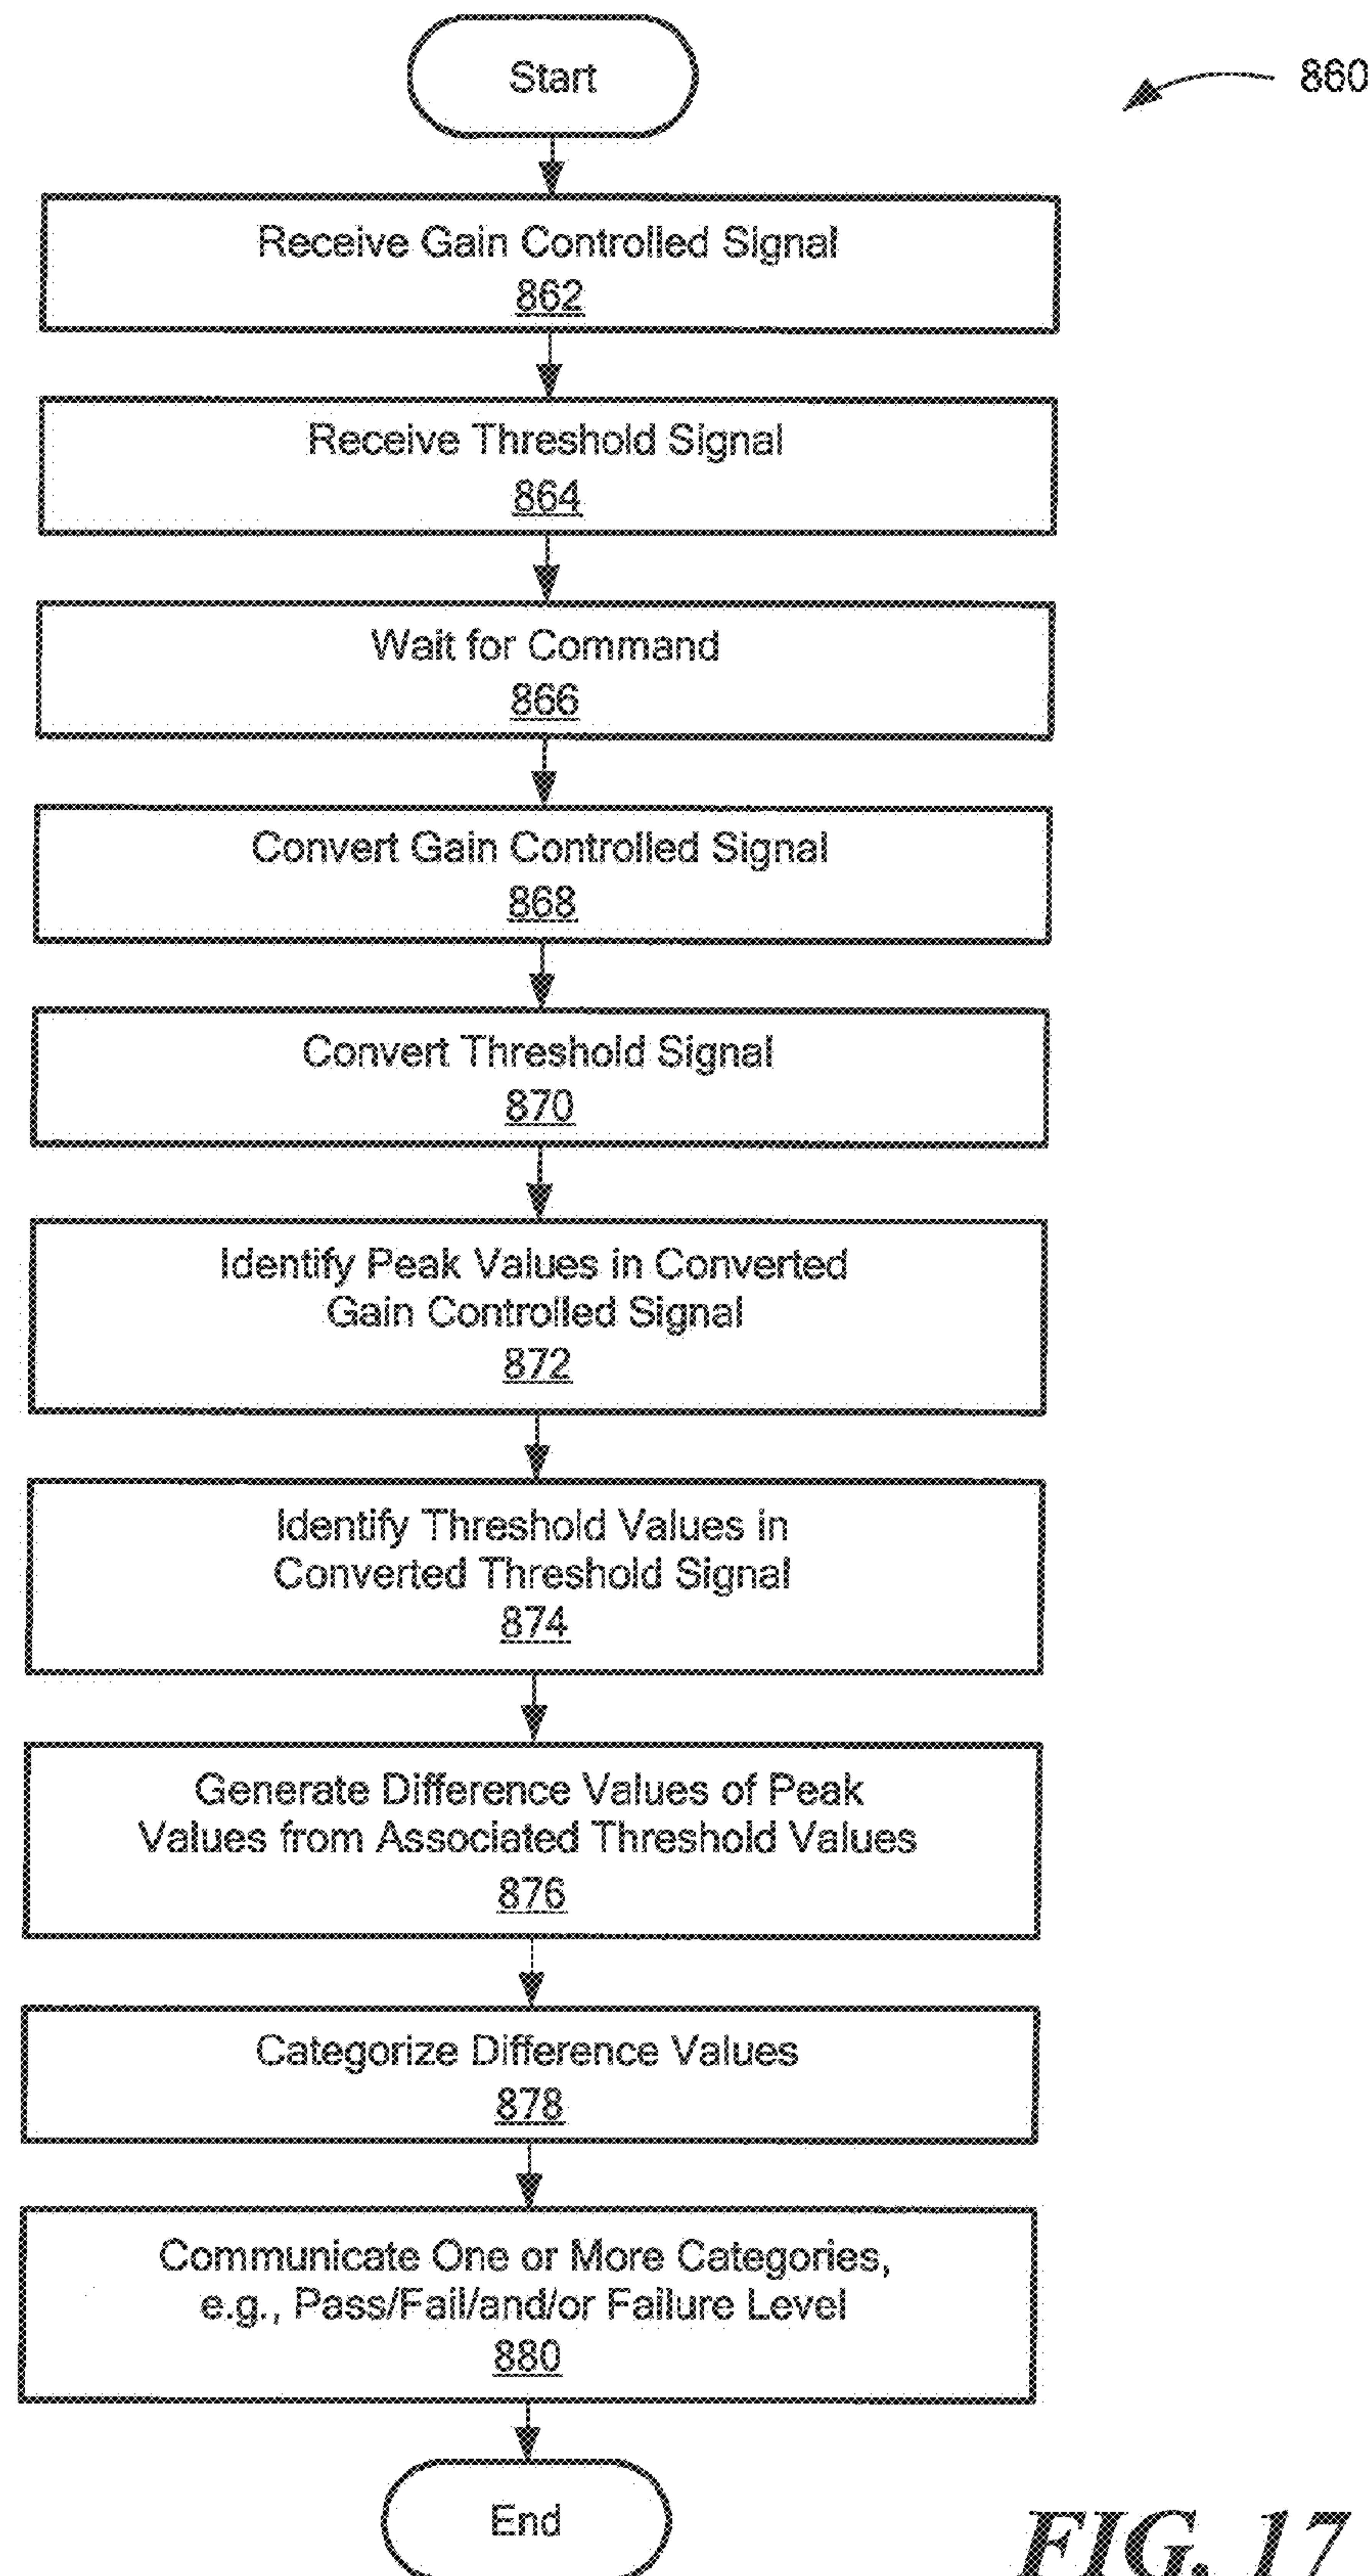 Start
860
Receive Gain Controlled Signal
862
Receive Threshold Signal
864
Wait for Command
866
Convert Gain Controlled Signal
868
Convert Threshold Signal
870
Identify Peak Values in Converted
Gain Controlled Signal
872
Identify Threshold Values in
Converted Threshold Signal
874
Generate Difference Values of Peak
Values from Associated Threshold Values
876
Categorize Difference Values
878
Communicate One or More Categories,
e.g., Pass/Fail/and/or Failure Level
880
End
FIG. 17